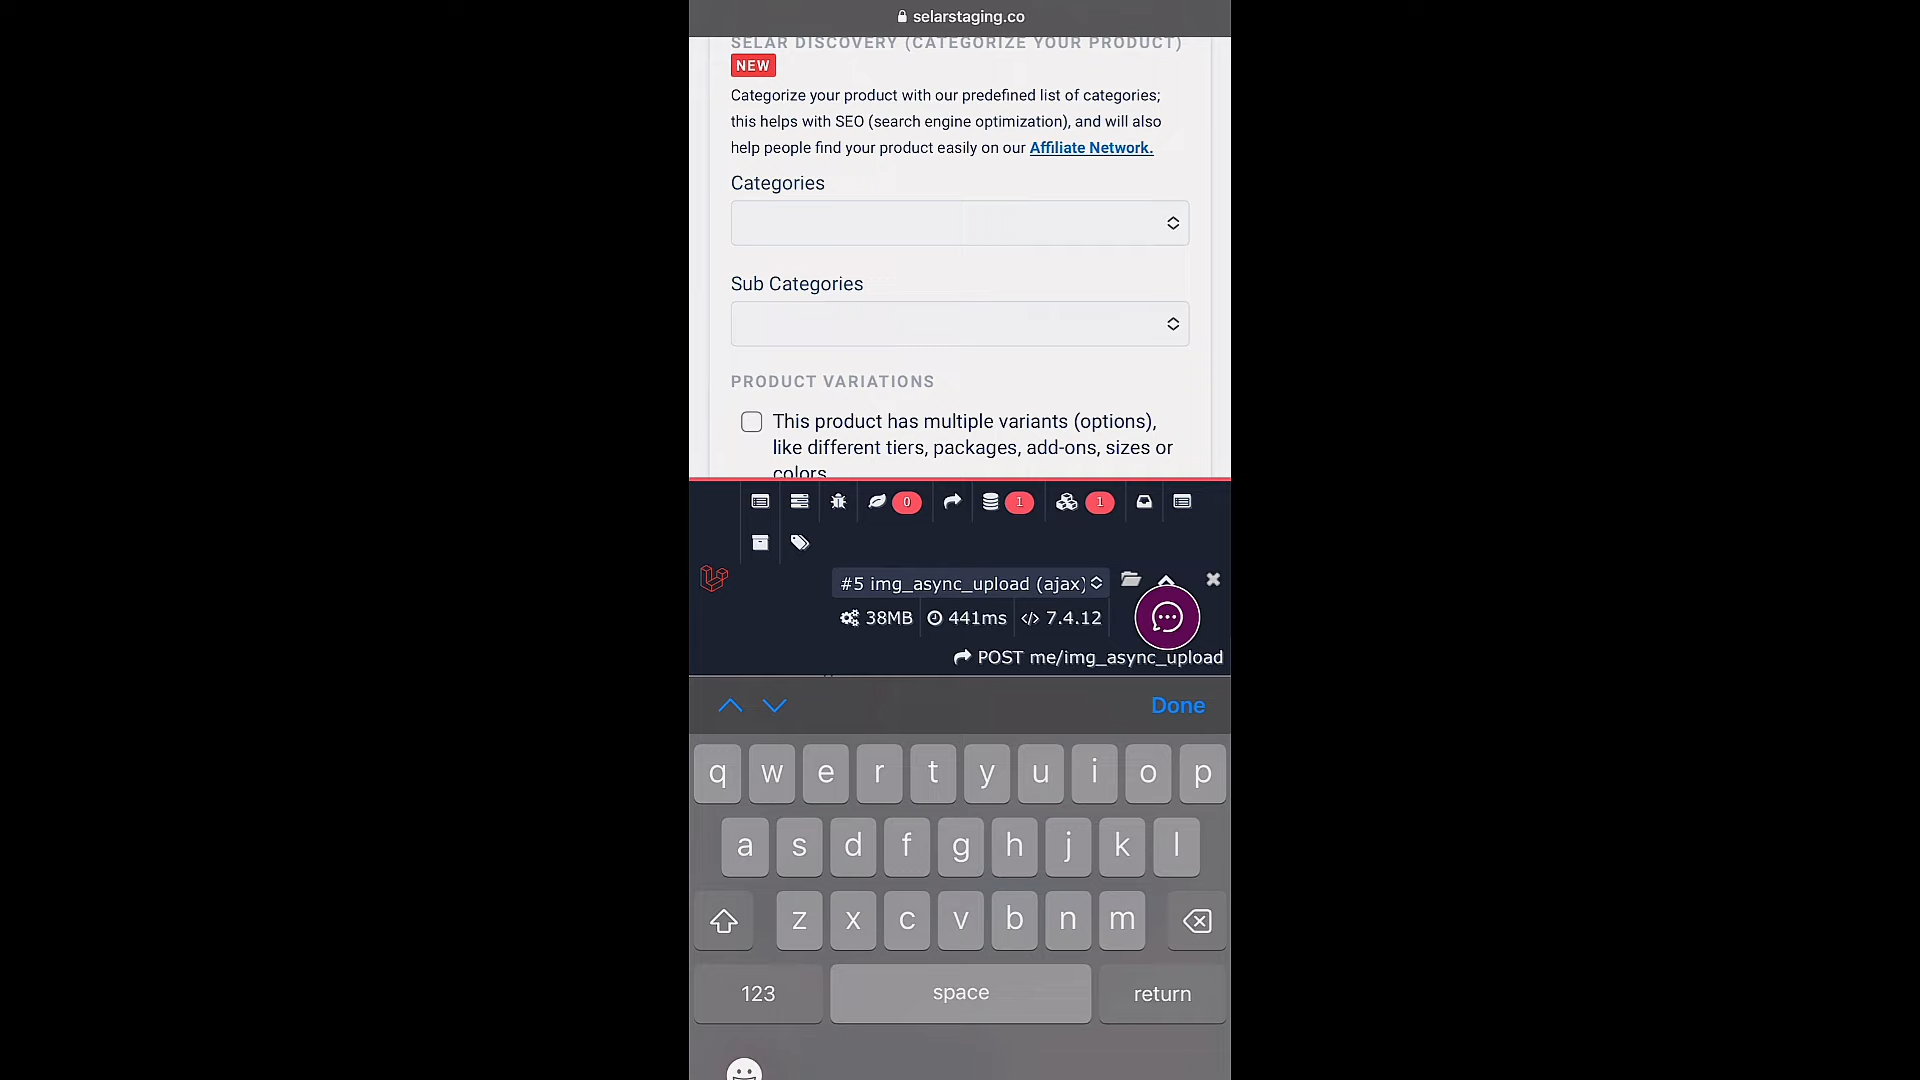 selarstaging.co
SELAR DISCOVERY (CATEGORIZE YOUR PRODUCT)
NEW
Categorize your product with our predefined list of categories;
this helps with SEO (search engine optimization), and will also
help people find your product easily on our Affiliate Network.
Categories
Sub Categories
PRODUCT VARIATIONS
This product has multiple variants (options),
like different tiers, packages, add-ons, sizes or
colors
0 1 1
#5 img_async_upload (ajax)
38MB 441ms 7.4.12
POST me/img_async_upload
Done
q w e r t y u i o p
a s d f g h j k l
z x c v b n m
123 space return